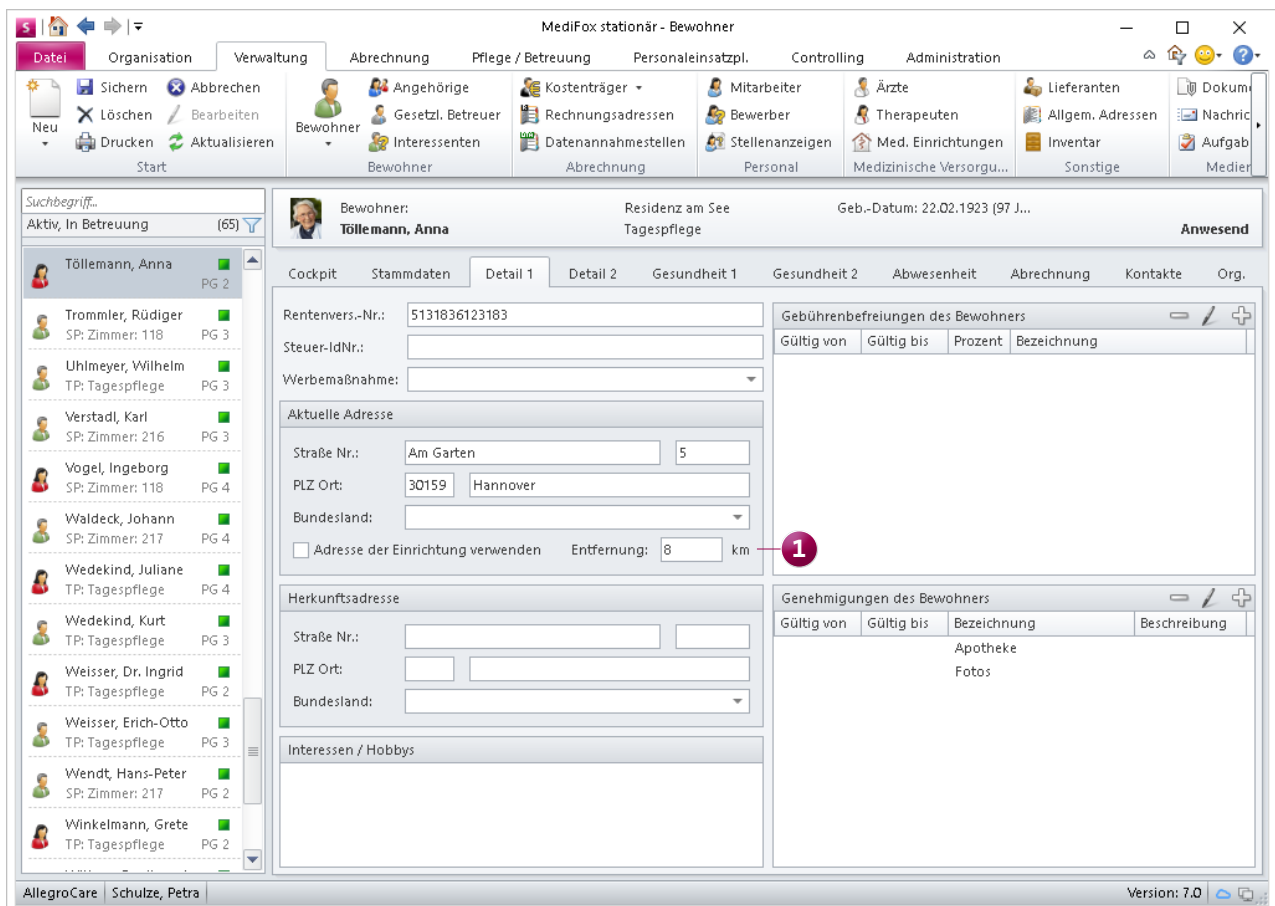 S
MediFox stationär - Bewohner
Datei Organisation Verwaltung Abrechnung Pflege / Betreuung Personaleinsatzpl. Controlling Administration
Neu
Sichern Abbrechen
Löschen Bearbeiten
Drucken Aktualisieren
Start
Bewohner
Angehörige
Gesetzl. Betreuer
Interessenten
Bewohner
Kostenträger
Rechnungsadressen
Datenannahmestellen
Abrechnung
Mitarbeiter
Bewerber
Stellenanzeigen
Personal
Ärzte
Therapeuten
Med. Einrichtungen
Medizinische Versorgu...
Lieferanten
Allgem. Adressen
Inventar
Sonstige
Dokum
Nachric
Aufgab
Medier
Suchbegriff...
Aktiv, In Betreuung (65)
Töllemann, Anna
PG 2
Trommler, Rüdiger
SP: Zimmer: 118 PG 3
Uhlmeyer, Wilhelm
TP: Tagespflege PG 3
Verstadl, Karl
SP: Zimmer: 216 PG 3
Vogel, Ingeborg
SP: Zimmer: 118 PG 4
Waldeck, Johann
SP: Zimmer: 217 PG 4
Wedekind, Juliane
TP: Tagespflege PG 4
Wedekind, Kurt
TP: Tagespflege PG 3
Weisser, Dr. Ingrid
TP: Tagespflege PG 2
Weisser, Erich-Otto
TP: Tagespflege PG 3
Wendt, Hans-Peter
SP: Zimmer: 217 PG 2
Winkelmann, Grete
TP: Tagespflege PG 2
Bewohner: Residenz am See Geb.-Datum: 22.02.1923 (97 J...
Töllemann, Anna Tagespflege Anwesend
Cockpit Stammdaten Detail 1 Detail 2 Gesundheit 1 Gesundheit 2 Abwesenheit Abrechnung Kontakte Org.
Rentenvers.-Nr.: 5131836123183
Steuer-IdNr.:
Werbemaßnahme:
Aktuelle Adresse
Straße Nr.: Am Garten 5
PLZ Ort: 30159 Hannover
Bundesland:
Adresse der Einrichtung verwenden Entfernung: 8 km
1
Herkunftsadresse
Straße Nr.:
PLZ Ort:
Bundesland:
Interessen / Hobbys
Gebührenbefreiungen des Bewohners
Gültig von Gültig bis Prozent Bezeichnung
Genehmigungen des Bewohners
Gültig von Gültig bis Bezeichnung Beschreibung
Apotheke
Fotos
AllegroCare Schulze, Petra Version: 7.0